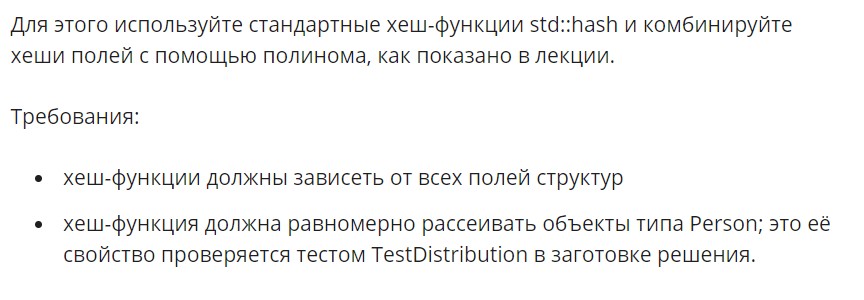 Для этого используйте стандартные хеш-функции std::hash и комбинируйте
хеши полей с помощью полинома, как показано в лекции.
Требования:
• хеш-функции должны зависеть от всех полей структур
• хеш-функция должна равномерно рассеивать объекты типа Person; это её
свойство проверяется тестом TestDistribution в заготовке решения.